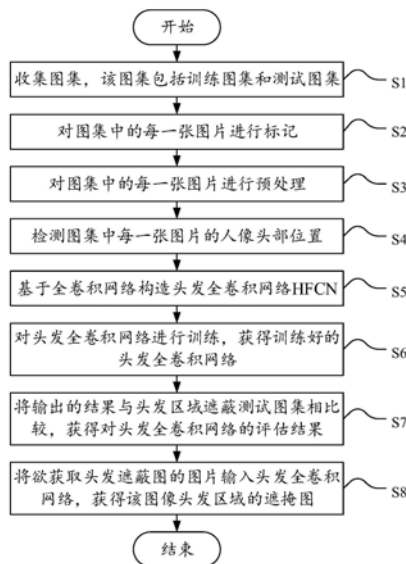 开始
收集图集，该图集包括训练图集和测试图集
S1
对图集中的每一张图片进行标记
S2
对图集中的每一张图片进行预处理
S3
检测图集中每一张图片的人像头部位置
S4
基于全卷积网络构造头发全卷积网络HFCN
S5
对头发全卷积网络进行训练，获得训练好的
头发全卷积网络
S6
将输出的结果与头发区域遮蔽测试图集相比
较，获得对头发全卷积网络的评估结果
S7
将欲获取头发遮蔽图的图片输入头发全卷积
网络，获得该图像头发区域的遮掩图
S8
结束